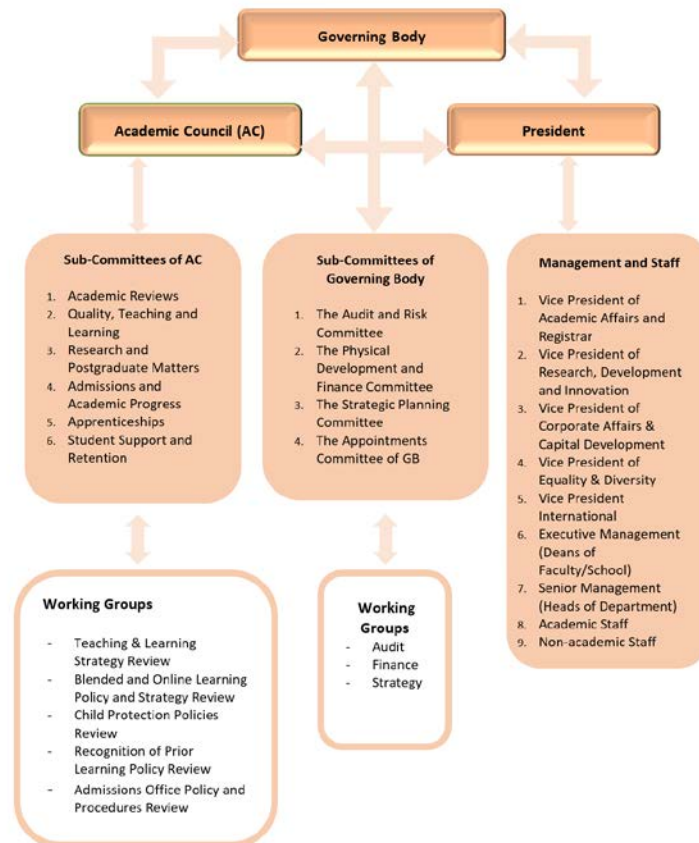 Governing Body
Academic Council (AC)
President
Sub-Committees of AC
1. Academic Reviews
2. Quality, Teaching and
Learning
3. Research and
Postgraduate Matters
4. Admissions and
Academic Progress
5. Apprenticeships
6. Student Support and
Retention
Sub-Committees of
Governing Body
1. The Audit and Risk
Committee
2. The Physical
Development and
Finance Committee
3. The Strategic Planning
Committee
4. The Appointments
Committee of GB
Management and Staff
1. Vice President of
Academic Affairs and
Registrar
2. Vice President of
Research, Development
and Innovation
3. Vice President of
Corporate Affairs &
Capital Development
4. Vice President of
Equality & Diversity
5. Vice President
International
6. Executive Management
(Deans of
Faculty/School)
7. Senior Management
(Heads of Department)
8. Academic Staff
9. Non-academic Staff
Working Groups
- Teaching & Learning
Strategy Review
- Blended and Online Learning
Policy and Strategy Review
- Child Protection Policies
Review
- Recognition of Prior
Learning Policy Review
- Admissions Office Policy and
Procedures Review
Working
Groups
- Audit
- Finance
- Strategy